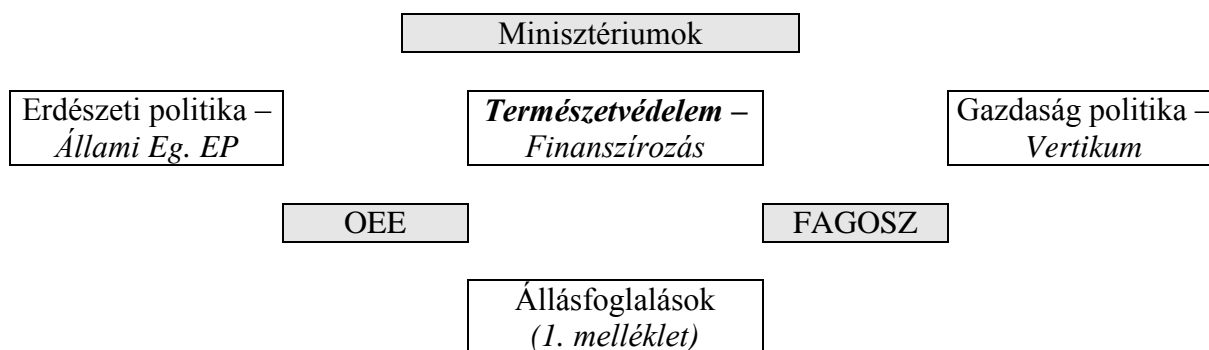 Minisztériumok
Erdészeti politika –
Állami Eg. EP
Természetvédelem –
Finanszírozás
Gazdaság politika –
Vertikum
OEE
FAGOSZ
Állásfoglalások
(1. melléklet)